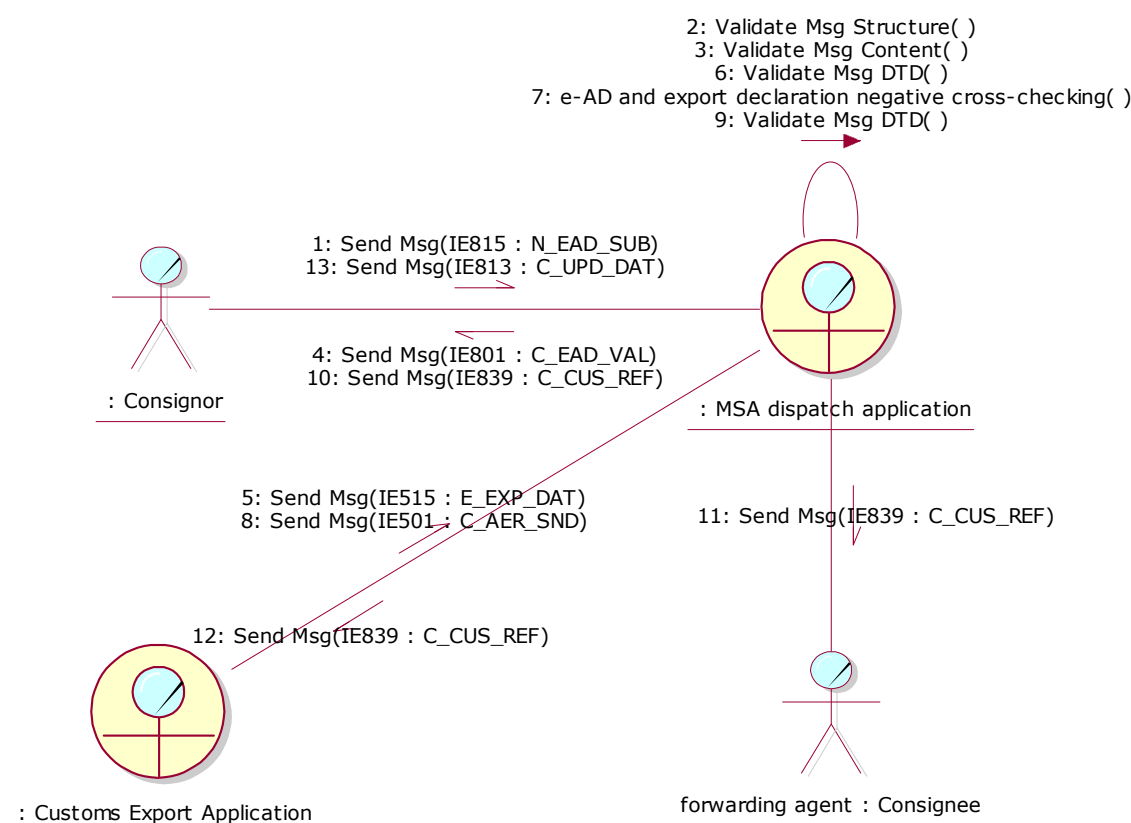 2: Validate Msg Structure( )
3: Validate Msg Content( )
6: Validate Msg DTD( )
7: e-AD and export declaration negative cross-checking( )
9: Validate Msg DTD( )
1: Send Msg(IE815 : N_EAD_SUB)
13: Send Msg(IE813 : C_UPD_DAT)
4: Send Msg(IE801 : C_EAD_VAL)
10: Send Msg(IE839 : C_CUS_REF)
: Consignor
: MSA dispatch application
5: Send Msg(IE515 : E_EXP_DAT)
8: Send Msg(IE501 : C_AER_SND)
11: Send Msg(IE839 : C_CUS_REF)
12: Send Msg(IE839 : C_CUS_REF)
: Customs Export Application
forwarding agent : Consignee